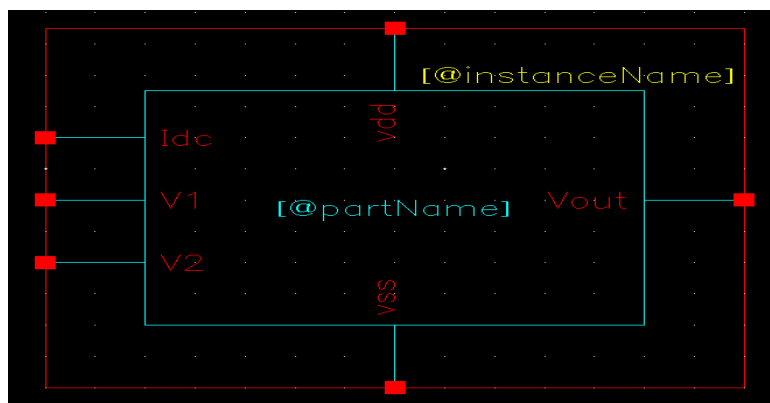 [@instanceName]
vdd
Idc
V1
[@partName]
Vout
V2
vss